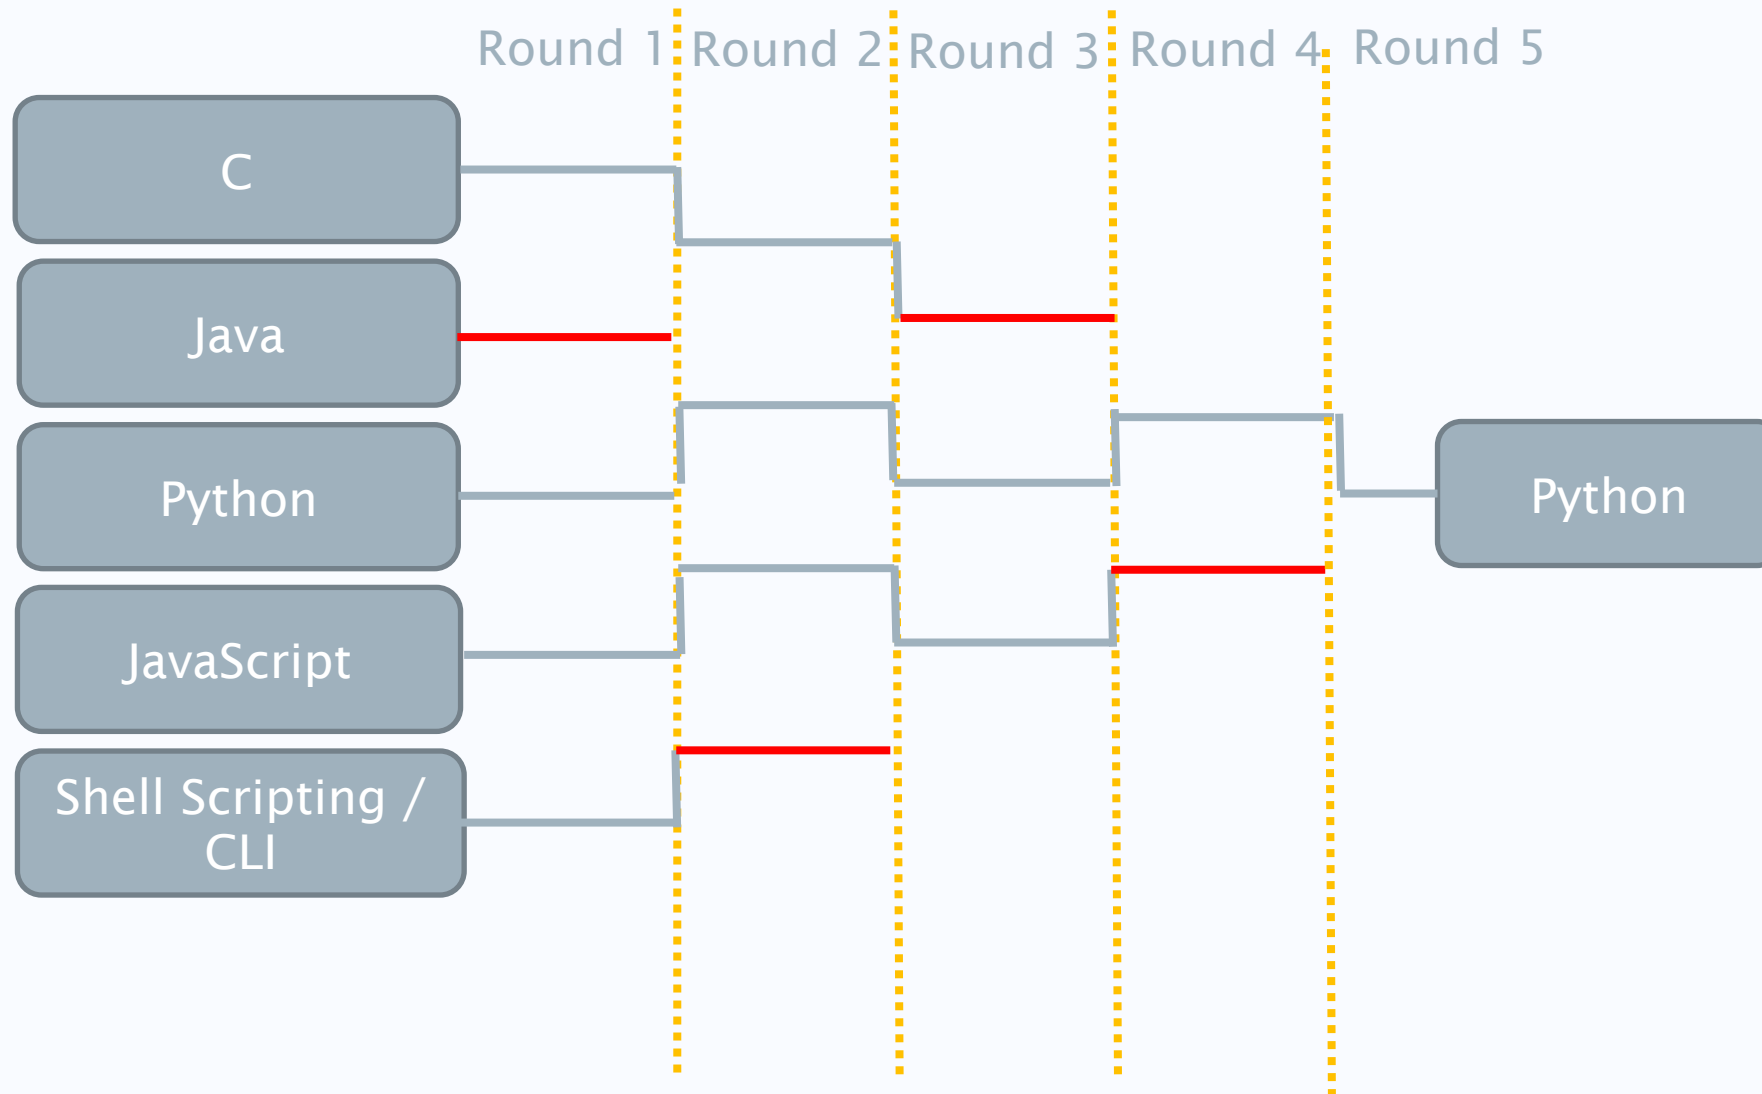 Round 1
Round 2
Round 3
Round 4
Round 5
C
Java
Python
JavaScript
Shell Scripting /
CLI
Python